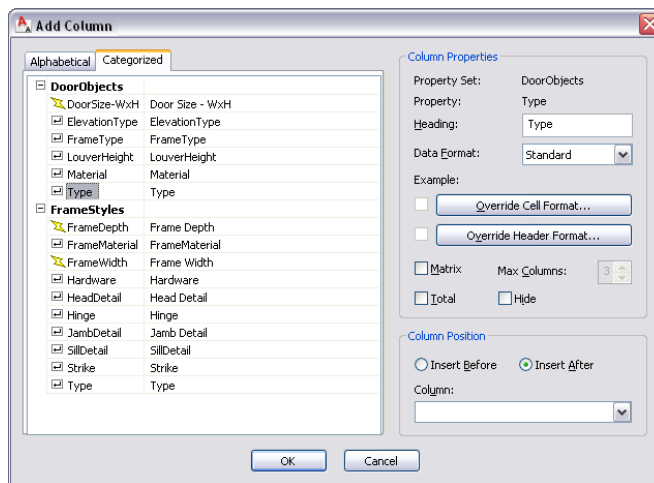 Add Column
Alphabetical Categorized
DoorObjects
DoorSize-WxH Door Size - WxH
ElevationType ElevationType
FrameType FrameType
LouverHeight LouverHeight
Material Material
Type Type
FrameStyles
FrameDepth Frame Depth
FrameMaterial FrameMaterial
FrameWidth Frame Width
Hardware Hardware
HeadDetail Head Detail
Hinge Hinge
JambDetail Jamb Detail
SillDetail SillDetail
Strike Strike
Type Type
Column Properties
Property Set: DoorObjects
Property: Type
Heading: Type
Data Format: Standard
Example:
Override Cell Format...
Override Header Format...
Matrix Max Columns: 3
Total Hide
Column Position
Insert Before Insert After
Column:
OK Cancel